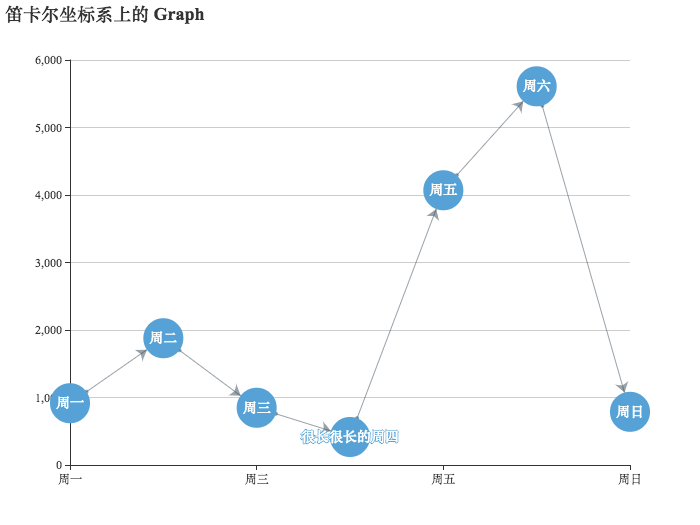 笛卡尔坐标系上的 Graph
6,000
5,000
4,000
3,000
2,000
1,0
0
周一
周二
周三
很长很长的周四
周五
周六
周日
周一
周三
周五
周日